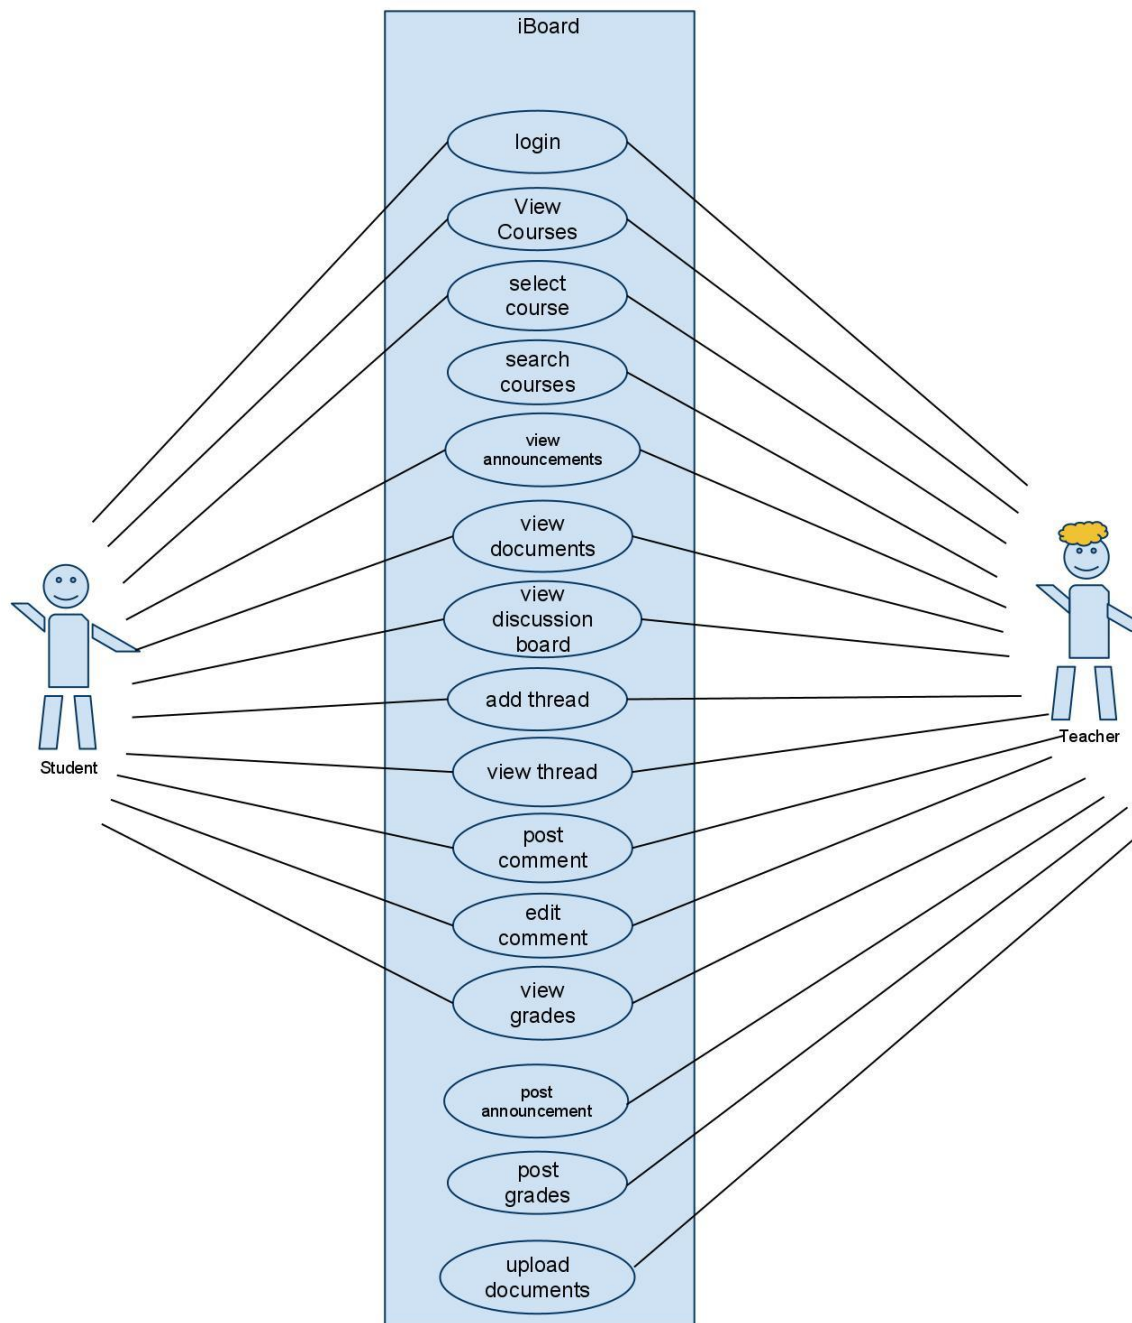 iBoard
login
View
Courses
select
course
search
courses
view
announcements
view
documents
view
discussion
board
add thread
view thread
post
comment
edit
comment
view
grades
post
announcement
post
grades
upload
documents
Student
Teacher